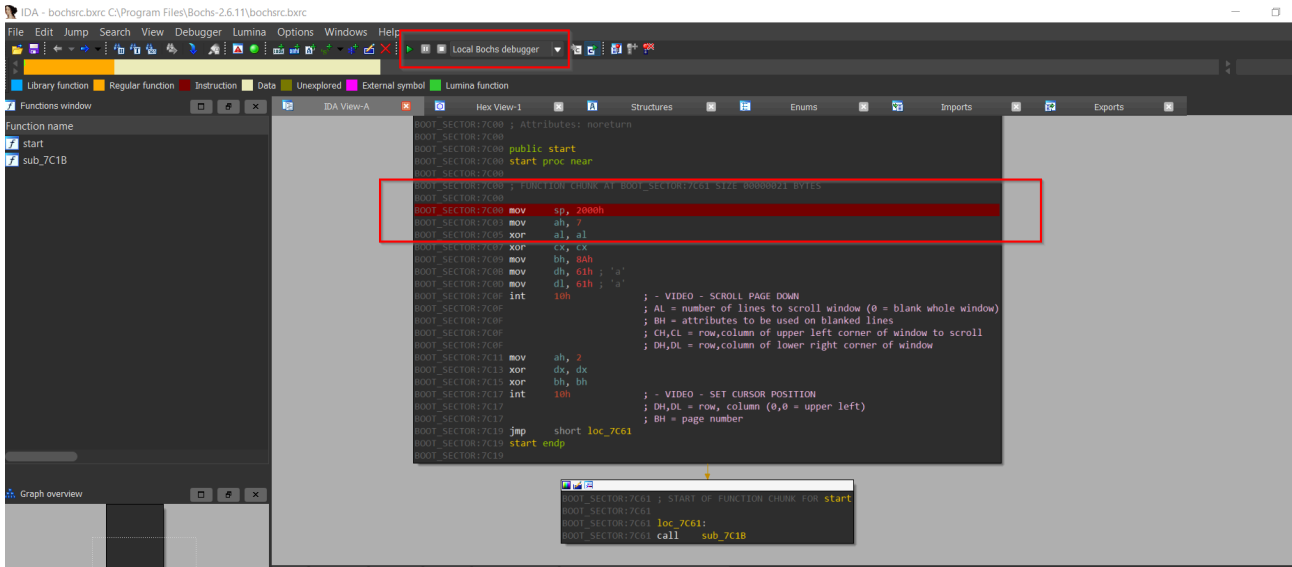 IDA - bochsrc.bxrc C:\Program Files\Bochs-2.6.11\bochsrc.bxrc
File Edit Jump Search View Debugger Lumina Options Windows Help
Local Bochs debugger
Library function Regular function Instruction Data Unexplored External symbol Lumina function
Functions window IDA View-A Hex View-1 Structures Enums Imports Exports
Function name
start
sub_7C1B
BOOT_SECTOR:7C00 ; Attributes: noreturn
BOOT_SECTOR:7C00
BOOT_SECTOR:7C00 public start
BOOT_SECTOR:7C00 start proc near
BOOT_SECTOR:7C00
BOOT_SECTOR:7C00 ; FUNCTION CHUNK AT BOOT_SECTOR:7C61 SIZE 00000021 BYTES
BOOT_SECTOR:7C00
BOOT_SECTOR:7C00 mov sp, 2000h
BOOT_SECTOR:7C03 mov ah, 7
BOOT_SECTOR:7C05 xor al, al
BOOT_SECTOR:7C07 xor cx, cx
BOOT_SECTOR:7C09 mov bh, 8Ah
BOOT_SECTOR:7C0B mov dh, 61h ; 'a'
BOOT_SECTOR:7C0D mov dl, 61h ; 'a'
BOOT_SECTOR:7C0F int 10h ; - VIDEO - SCROLL PAGE DOWN
BOOT_SECTOR:7C0F ; AL = number of lines to scroll window (0 = blank whole window)
BOOT_SECTOR:7C0F ; BH = attributes to be used on blanked lines
BOOT_SECTOR:7C0F ; CH,CL = row,column of upper left corner of window to scroll
BOOT_SECTOR:7C0F ; DH,DL = row,column of lower right corner of window
BOOT_SECTOR:7C11 mov ah, 2
BOOT_SECTOR:7C13 xor dx, dx
BOOT_SECTOR:7C15 xor bh, bh
BOOT_SECTOR:7C17 int 10h ; - VIDEO - SET CURSOR POSITION
BOOT_SECTOR:7C17 ; DH,DL = row, column (0,0 = upper left)
BOOT_SECTOR:7C17 ; BH = page number
BOOT_SECTOR:7C19 jmp short loc_7C61
BOOT_SECTOR:7C19 start endp
BOOT_SECTOR:7C19
Graph overview
BOOT_SECTOR:7C61 ; START OF FUNCTION CHUNK FOR start
BOOT_SECTOR:7C61
BOOT_SECTOR:7C61 loc_7C61:
BOOT_SECTOR:7C61 call sub_7C1B